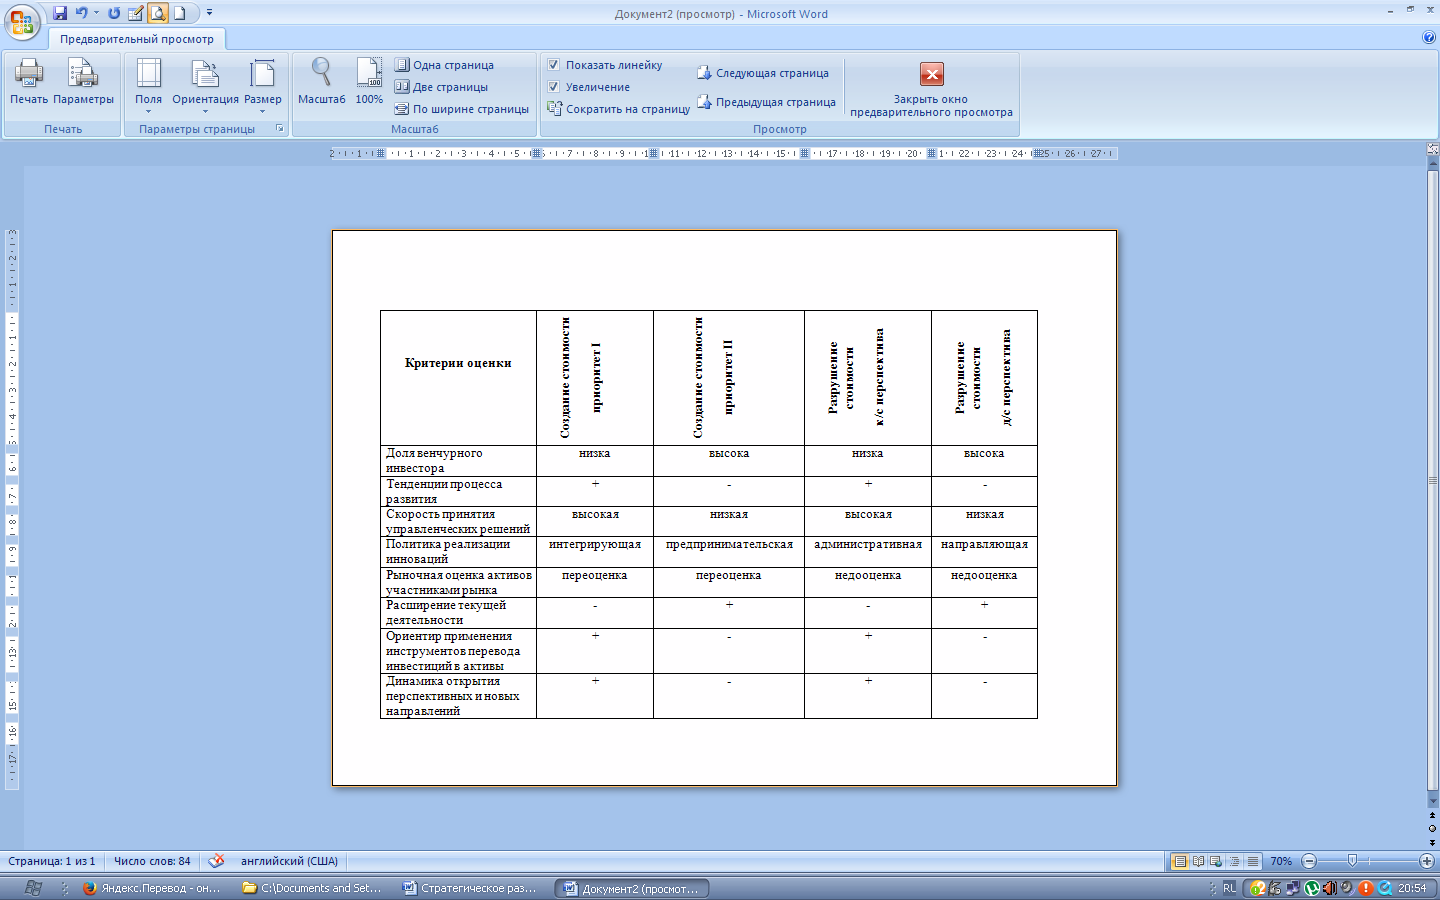 Документ2 (просмотр) - Microsoft Word
Предварительный просмотр
Печать
Параметры
Печать
Поля
Ориентация
Размер
Параметры страницы
Масштаб
100%
Одна страница
Две страницы
По ширине страницы
Масштаб
Показать линейку
Увеличение
Сократить на страницу
Следующая страница
Предыдущая страница
Закрыть окно
предварительного просмотра
Просмотр
Критерии оценки
Создание стоимости
приоритет I
Создание стоимости
приоритет II
Разрушение
стоимости
к/с перспектива
Разрушение
стоимости
д/с перспектива
Доля венчурного
инвестора
низка высока низка высока
Тенденции процесса
развития
+ - + -
Скорость принятия
управленческих решений
высокая низкая высокая низкая
Политика реализации
инноваций
интегрирующая предпринимательская административная направляющая
Рыночная оценка активов
участниками рынка
переоценка переоценка недооценка недооценка
Расширение текущей
деятельности
- + - +
Ориентир применения
инструментов перевода
инвестиций в активы
+ - + -
Динамика открытия
перспективных и новых
направлений
+ - + -
Страница: 1 из 1 Число слов: 84 английский (США) 70%
Яндекс.Перевод - он... C:\Documents and Set... Стратегическое раз... Документ2 (просмот... RL 20:54